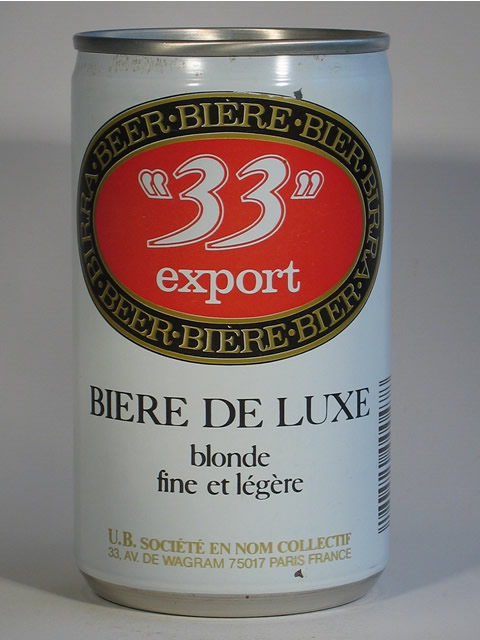 BEER·BIÈRE·BIER·BIRRA
"33"
export
BIRRA·BEER·BIÈRE·BIER
BIERE DE LUXE
blonde
fine et légère
U.B. SOCIÉTÉ EN NOM COLLECTIF
33, AV. DE WAGRAM 75017 PARIS FRANCE